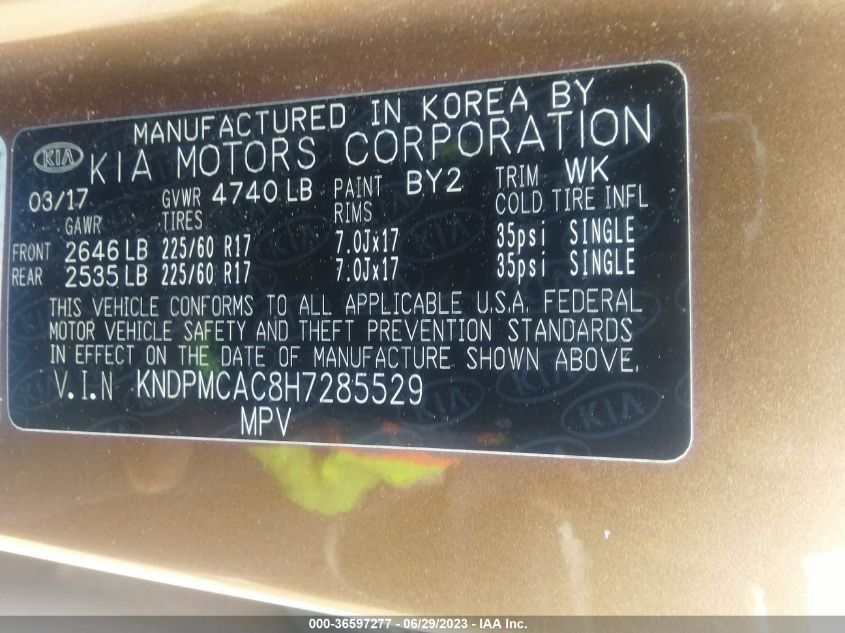 MANUFACTURED IN KOREA BY
KIA KIA MOTORS CORPORATION
03/17 GVWR 4740 LB PAINT BY2 TRIM WK
GAWR TIRES RIMS COLD TIRE INFL
FRONT 2646 LB 225/60 R17 7.0Jx17 35psi SINGLE
REAR 2535 LB 225/60 R17 7.0Jx17 35psi SINGLE
THIS VEHICLE CONFORMS TO ALL APPLICABLE U.S.A. FEDERAL
MOTOR VEHICLE SAFETY AND THEFT PREVENTION STANDARDS
IN EFFECT ON THE DATE OF MANUFACTURE SHOWN ABOVE.
V.I.N KNDPMCAC8H7285529
MPV
000-36597277 - 06/29/2023 - IAA Inc.